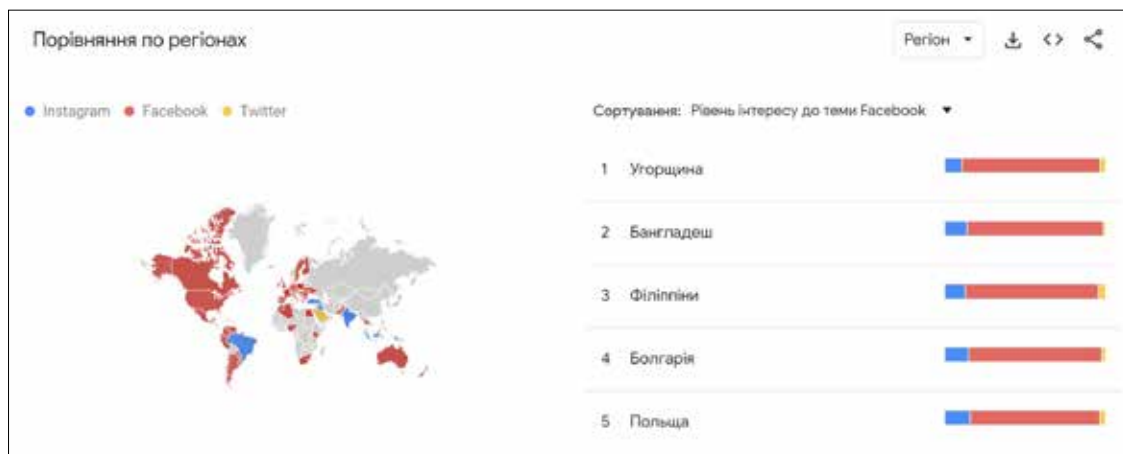 Порівняння по регіонах
Регіон
Instagram Facebook Twitter
Сортування: Рівень інтересу до теми Facebook
1 Угорщина
2 Бангладеш
3 Філіппіни
4 Болгарія
5 Польща